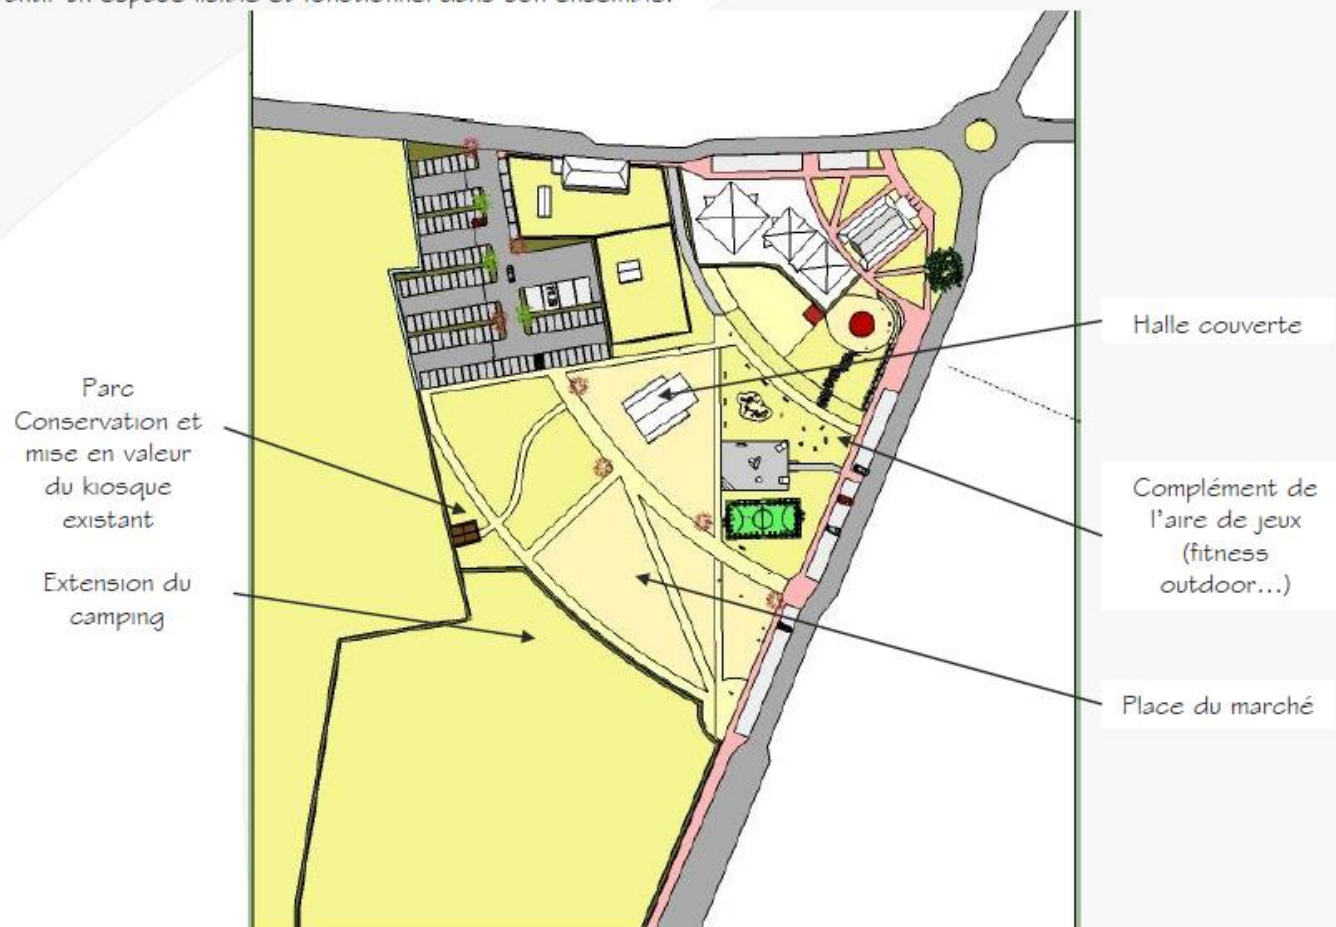 Halle couverte
Parc
Conservation et
mise en valeur
du kiosque
existant
Complément de
l'aire de jeux
(fitness
outdoor...)
Extension du
camping
Place du marché